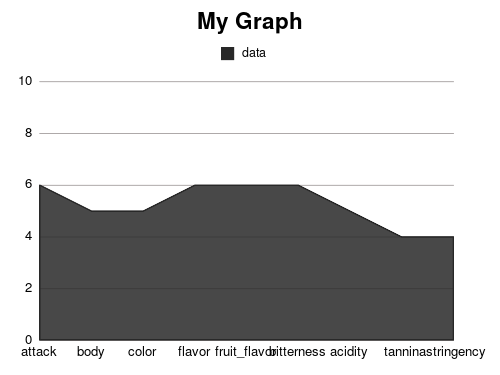 My Graph
data
10
8
6
4
2
0
attack body color flavor fruit_flavor bitterness acidity tannin astringency